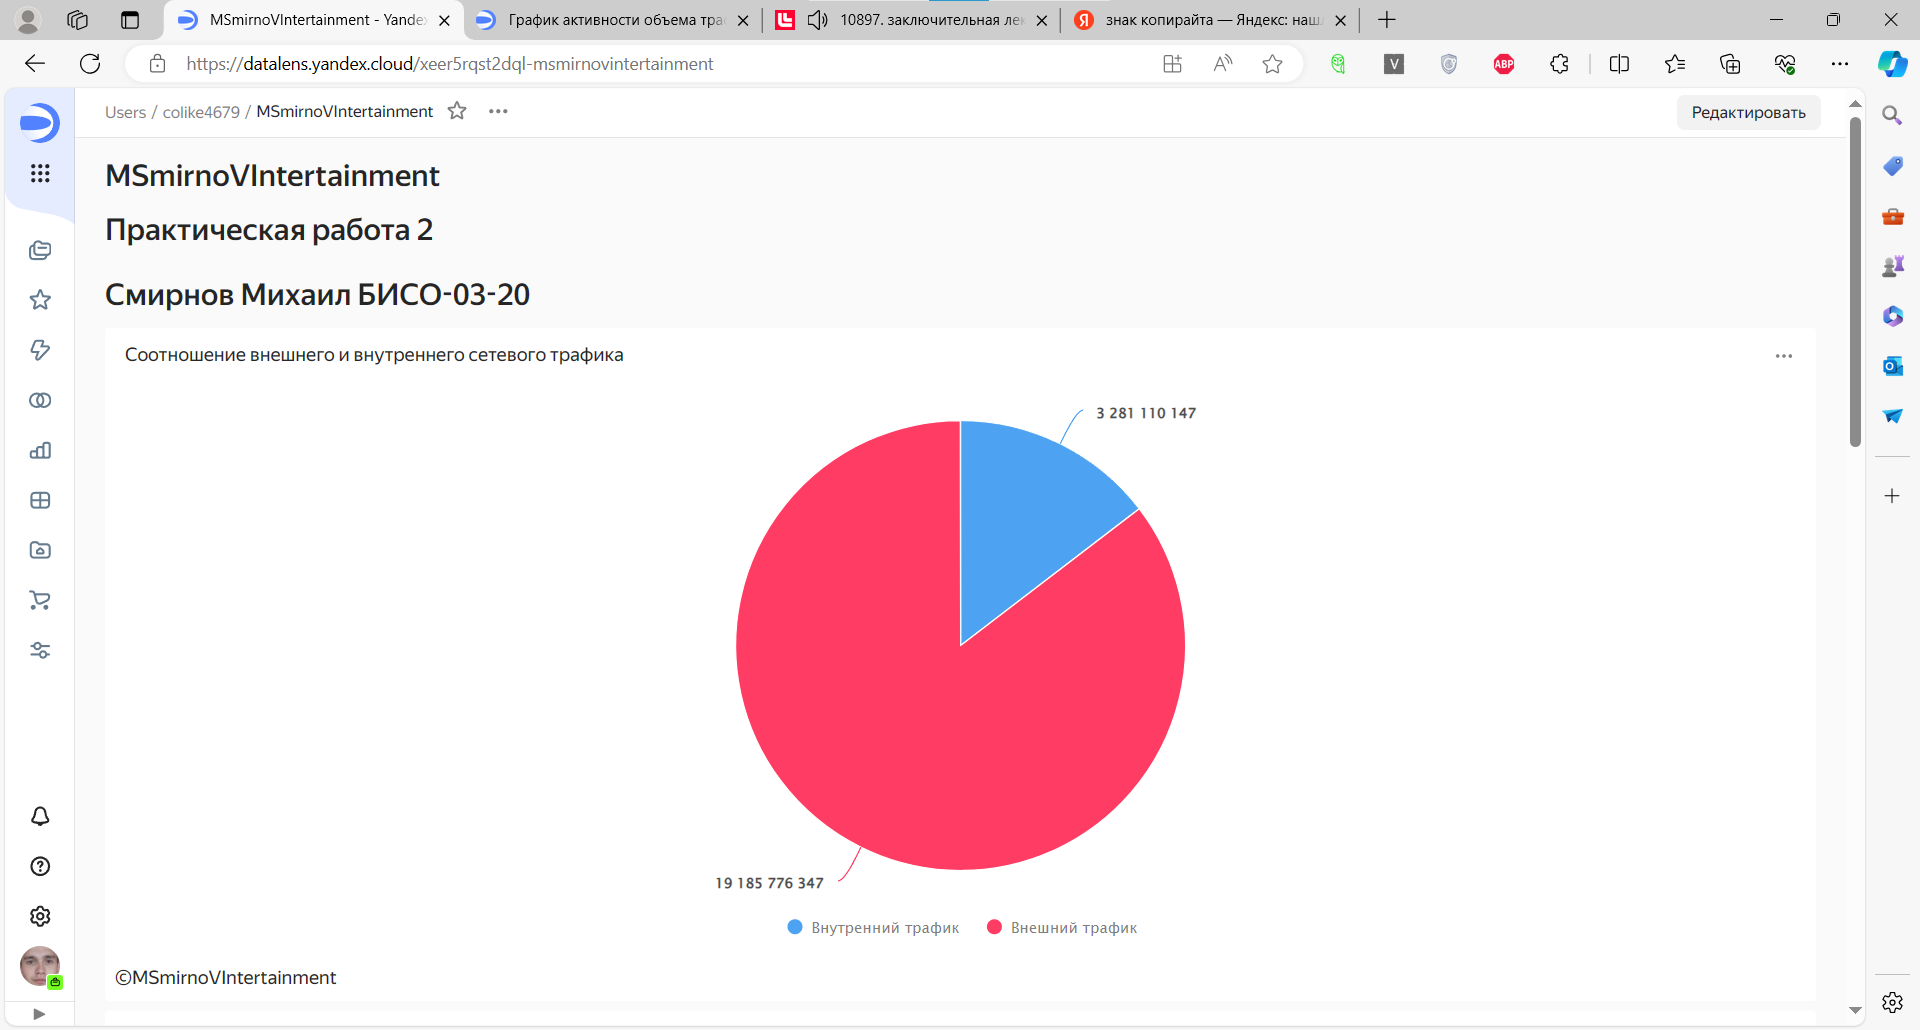 MSmirnoVIntertainment - Yande
График активности объема тра
10897. заключительная ле
знак копирайта — Яндекс: наш
https://datalens.yandex.cloud/xeer5rqst2dql-msmirnovintertainment
V
ABP
Users / colike4679 / MSmirnoVIntertainment
Редактировать
MSmirnoVIntertainment
Практическая работа 2
Смирнов Михаил БИСО-03-20
Соотношение внешнего и внутреннего сетевого трафика
3 281 110 147
19 185 776 347
Внутренний трафик
Внешний трафик
©MSmirnoVIntertainment